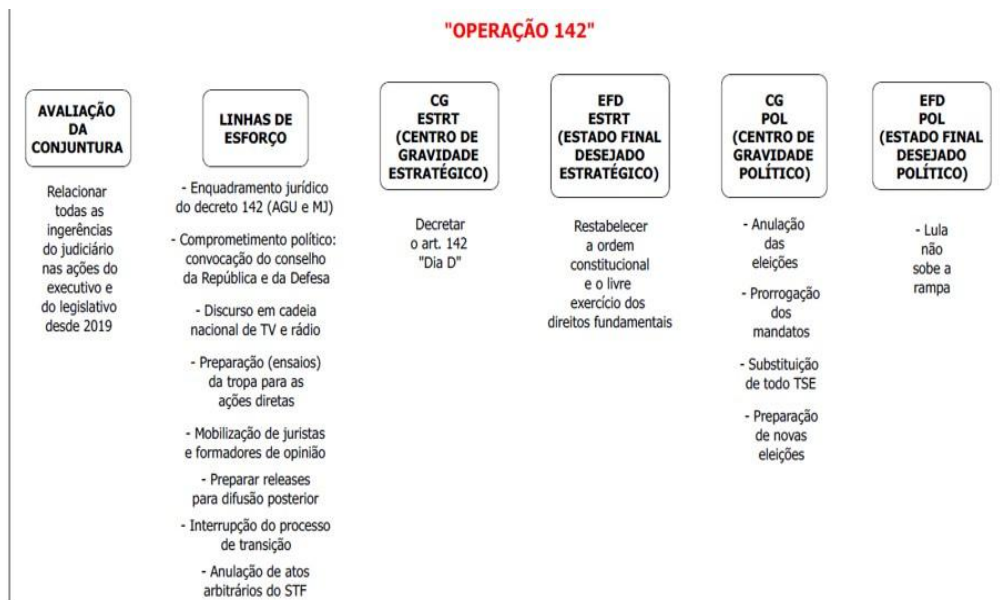 "OPERAÇÃO 142"
AVALIAÇÃO
DA
CONJUNTURA
Relacionar
todas as
ingerências
do judiciário
nas ações do
executivo e
do legislativo
desde 2019
LINHAS DE
ESFORÇO
- Enquadramento jurídico
do decreto 142 (AGU e MJ)
- Comprometimento político:
convocação do conselho
da República e da Defesa
- Discurso em cadeia
nacional de TV e rádio
- Preparação (ensaios)
da tropa para as
ações diretas
- Mobilização de juristas
e formadores de opinião
- Preparar releases
para difusão posterior
- Interrupção do processo
de transição
- Anulação de atos
arbitrários do STF
CG
ESTRT
(CENTRO DE
GRAVIDADE
ESTRATÉGICO)
Decretar
o art. 142
"Dia D"
EFD
ESTRT
(ESTADO FINAL
DESEJADO
ESTRATÉGICO)
Restabelecer
a ordem
constitucional
e o livre
exercício dos
direitos fundamentais
CG
POL
(CENTRO DE
GRAVIDADE
POLÍTICO)
- Anulação
das
eleições
- Prorrogação
dos
mandatos
- Substituição
de todo TSE
- Preparação
de novas
eleições
EFD
POL
(ESTADO FINAL
DESEJADO
POLÍTICO)
- Lula
não
sobe a
rampa